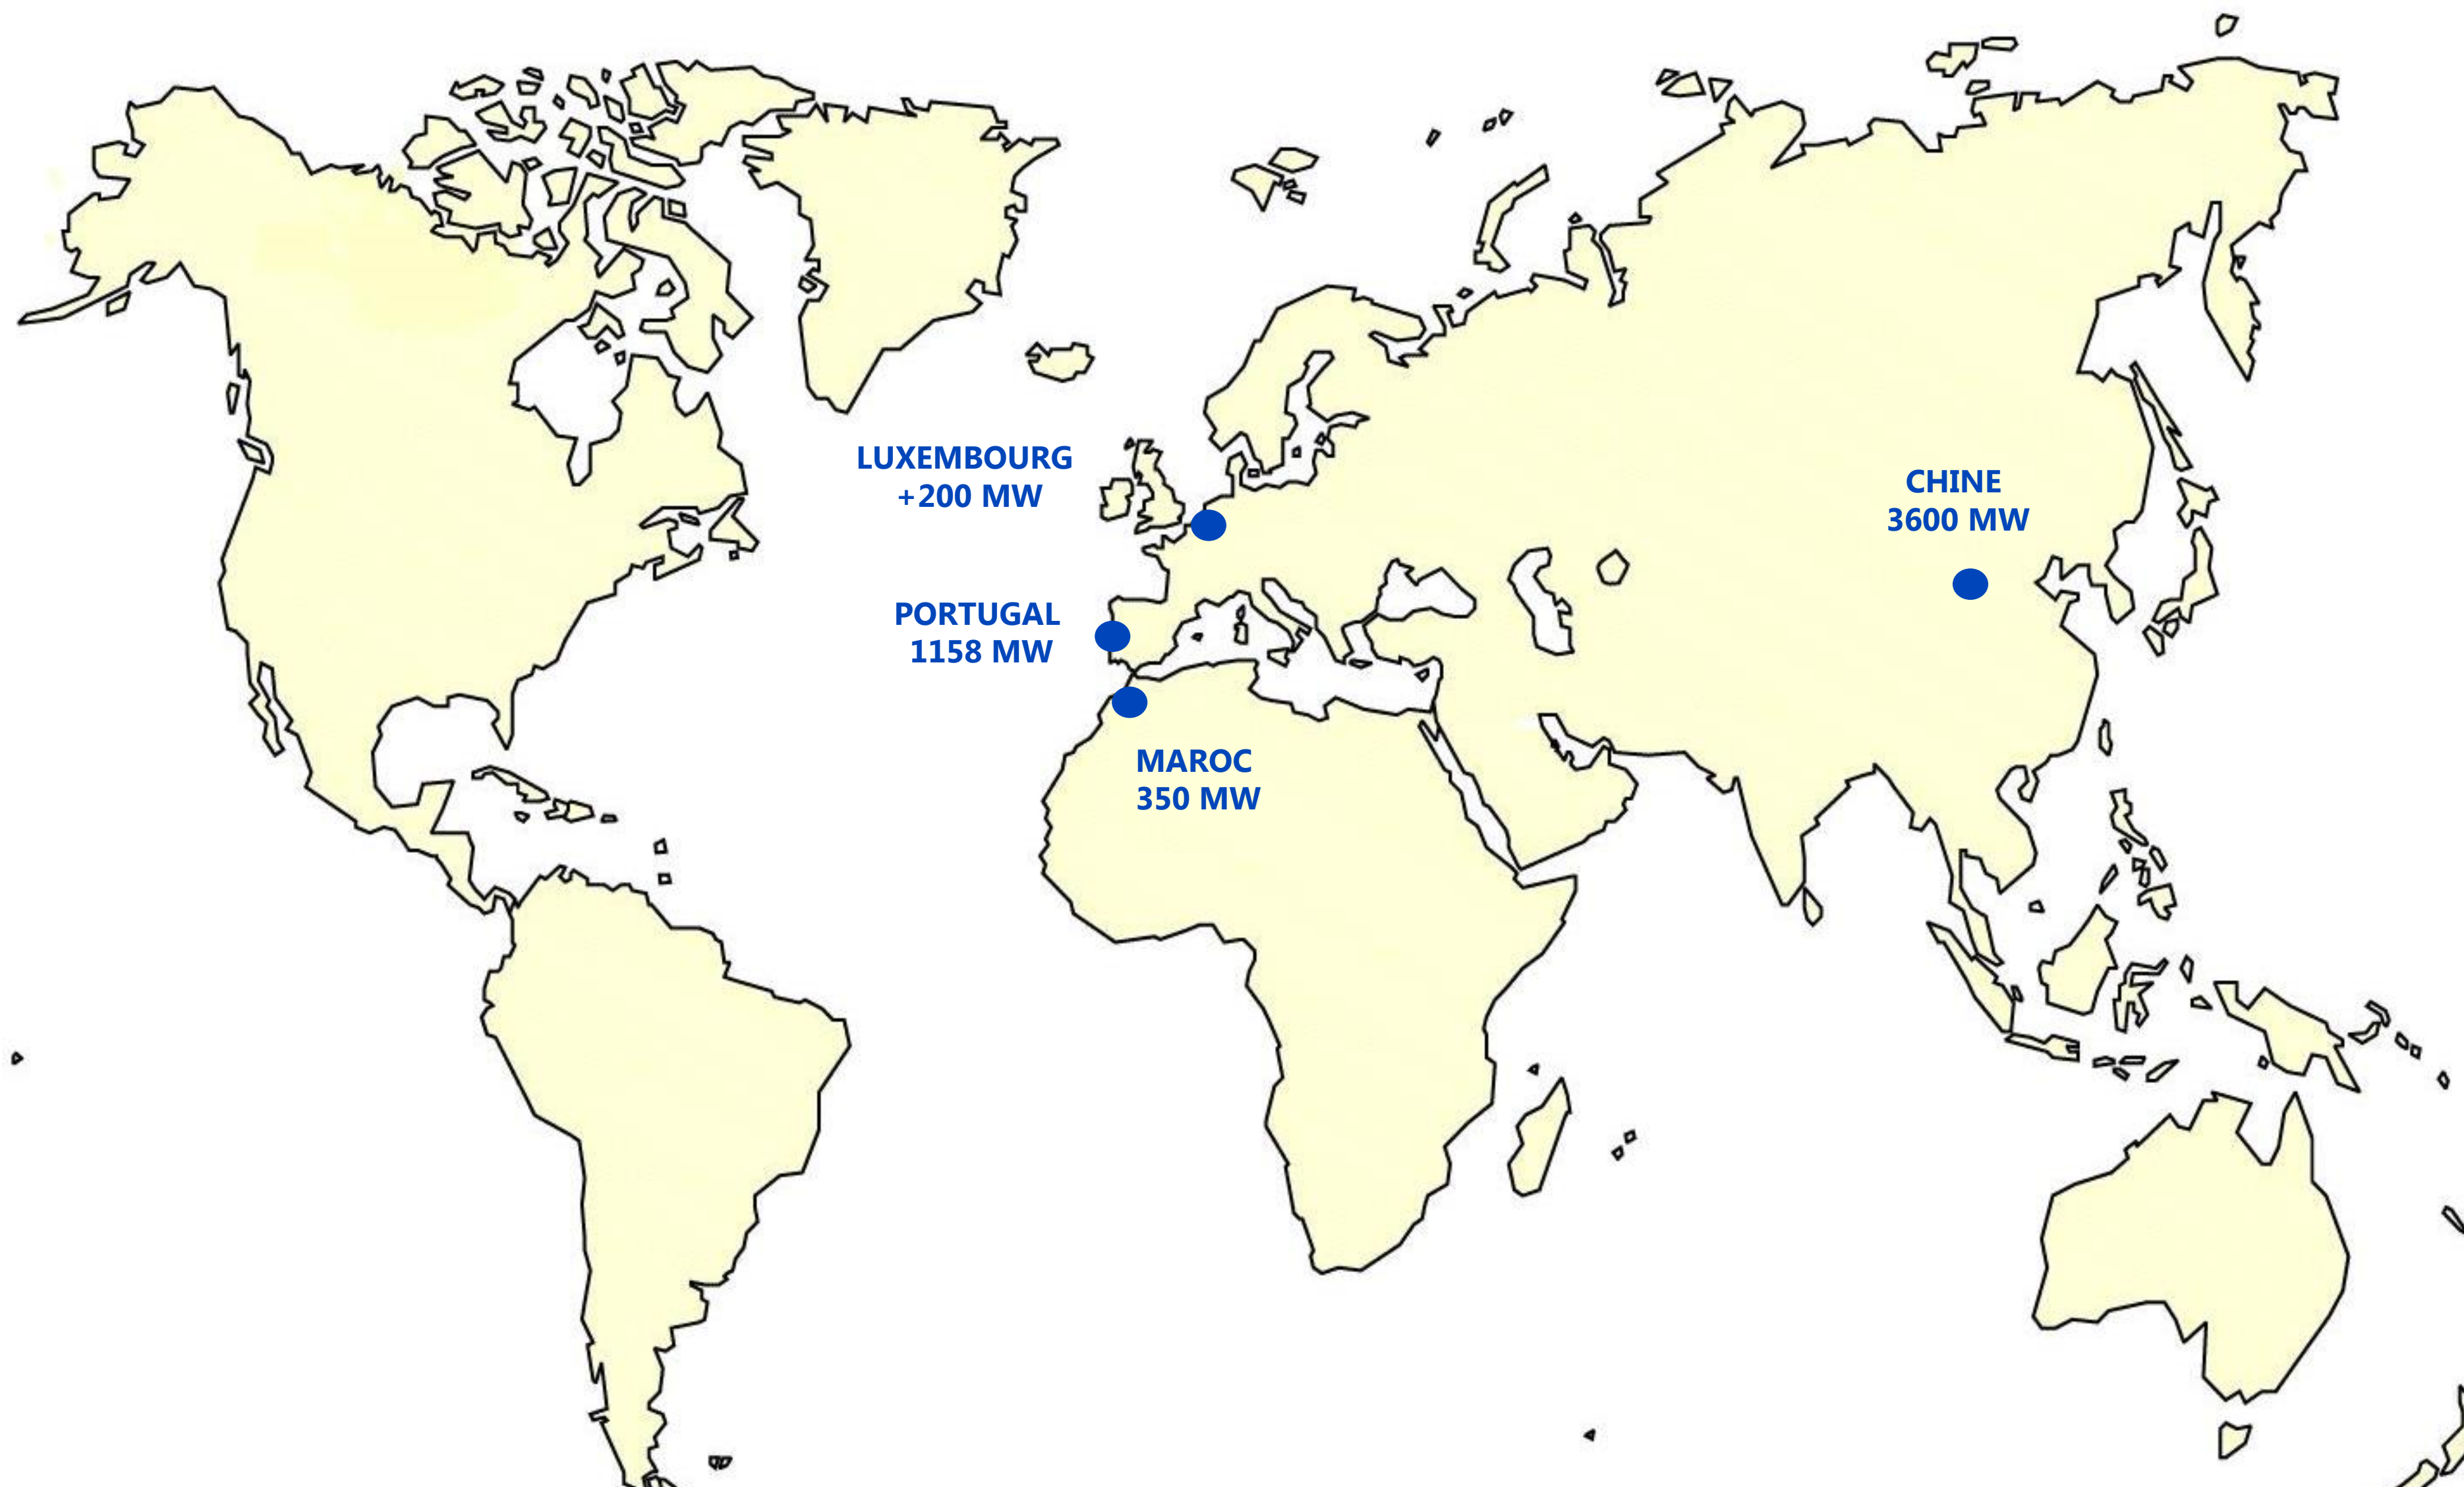 LUXEMBOURG
+200 MW
CHINE
3600 MW
PORTUGAL
1158 MW
MAROC
350 MW